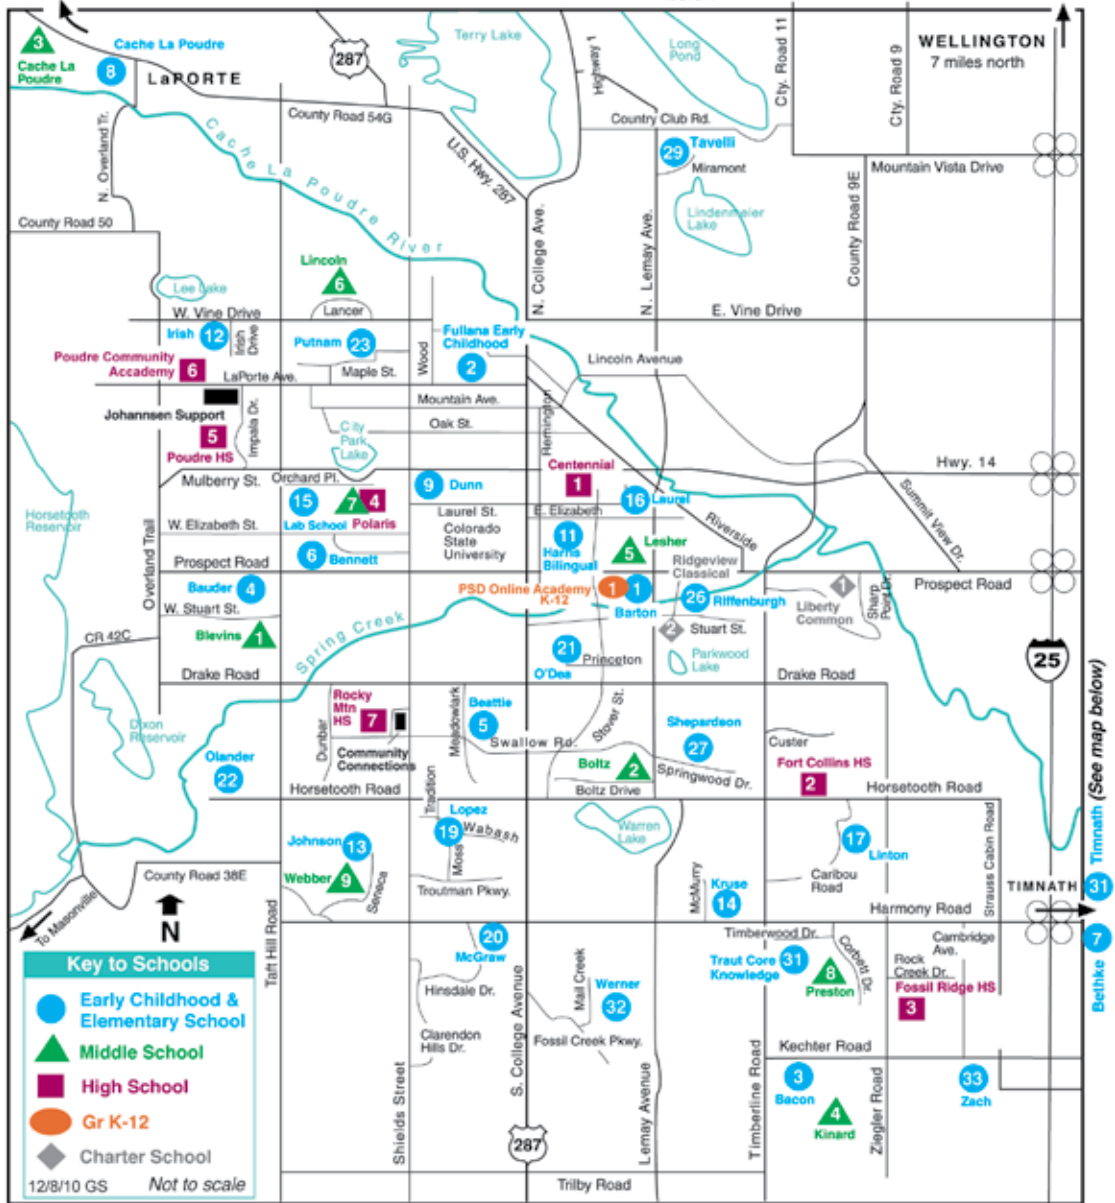 3
Cache La
Poudre
Cache La Poudre
8
LaPORTE
287
Terry Lake
Highway 1
Long
Pond
Cty. Road 11
Cty. Road 9
WELLINGTON
7 miles north
County Road 54G
Country Club Rd.
N. Overland Tr.
Cache La Poudre River
U.S. Hwy. 287
29
Tavelli
Miramont
Mountain Vista Drive
County Road 50
N. College Ave.
N. Lemay Ave.
Lindenmeier
Lake
County Road 9E
Lincoln
6
Lancer
Lee Lake
W. Vine Drive
E. Vine Drive
Irish
12
Irish
Drive
Putnam
23
Maple St.
Wood
Fullana Early
Childhood
2
Lincoln Avenue
Poudre Community
Accademy
6
LaPorte Ave.
Mountain Ave.
Johannsen Support
5
Poudre HS
Impala Dr.
City
Park
Lake
Oak St.
Remington
Centennial
1
Hwy. 14
Mulberry St.
Orchard Pl.
15
Lab School
7
4
Polaris
9
Dunn
Laurel St.
16
Laurel
E. Elizabeth
Riverside
Summit View Dr.
Horsetooth
Reservoir
W. Elizabeth St.
Colorado
State
University
11
Harris
Bilingual
5
Lesher
Ridgeview
Classical
Overland Trail
Prospect Road
6
Bennett
Prospect Road
Bauder
4
PSD Online Academy
K-12
1
1
Barton
26
Riffenburgh
1
Liberty
Common
Sharp
Point Dr.
W. Stuart St.
Blevins
1
2
Stuart St.
CR 42C
Spring Creek
21
O'Dea
Princeton
Parkwood
Lake
25
Drake Road
Drake Road
Dixon
Reservoir
Rocky
Mtn
HS
7
Dunbar
Community
Connections
Meadowlark
Beattie
5
Swallow Rd.
Stover St.
Shepardson
27
Springwood Dr.
Custer
Fort Collins HS
2
Olander
22
Boltz
2
Boltz Drive
Horsetooth Road
Horsetooth Road
Tradition
Lopez
19
Wabash
Moss
Warren
Lake
Johnson
13
Webber
9
Seneca
Troutman Pkwy.
17
Linton
Caribou
Road
Strauss Cabin Road
McMurry
Kruse
14
Harmony Road
TIMNATH
31
Timnath (See map below)
7
Bethke
County Road 38E
To Masonville
N
Taft Hill Road
20
McGraw
Hinsdale Dr.
Clarendon
Hills Dr.
Shields Street
S. College Avenue
Mail Creek
Werner
32
Fossil Creek Pkwy.
Lemay Avenue
Timberwood Dr.
Traut Core
Knowledge
31
8
Preston
Corbett Dr.
Cambridge
Ave.
Rock
Creek Dr.
Fossil Ridge HS
3
Kechter Road
Timberline Road
3
Bacon
4
Kinard
Ziegler Road
33
Zach
287
Trilby Road
Key to Schools
Early Childhood &
Elementary School
Middle School
High School
Gr K-12
Charter School
12/8/10 GS
Not to scale